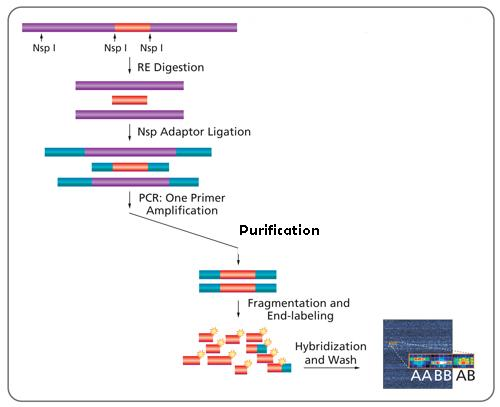 Nsp I Nsp I Nsp I
RE Digestion
Nsp Adaptor Ligation
PCR: One Primer
Amplification
Purification
Fragmentation and
End-labeling
Hybridization
and Wash
AA BB AB